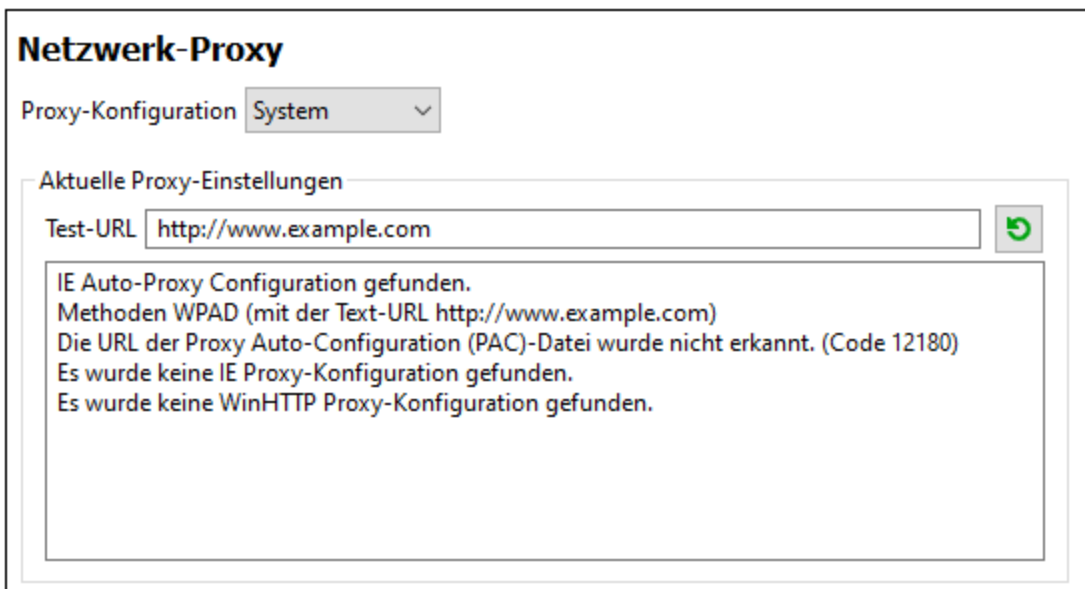 Netzwerk-Proxy
Proxy-Konfiguration System
Aktuelle Proxy-Einstellungen
Test-URL http://www.example.com
IE Auto-Proxy Configuration gefunden.
Methoden WPAD (mit der Text-URL http://www.example.com)
Die URL der Proxy Auto-Configuration (PAC)-Datei wurde nicht erkannt. (Code 12180)
Es wurde keine IE Proxy-Konfiguration gefunden.
Es wurde keine WinHTTP Proxy-Konfiguration gefunden.